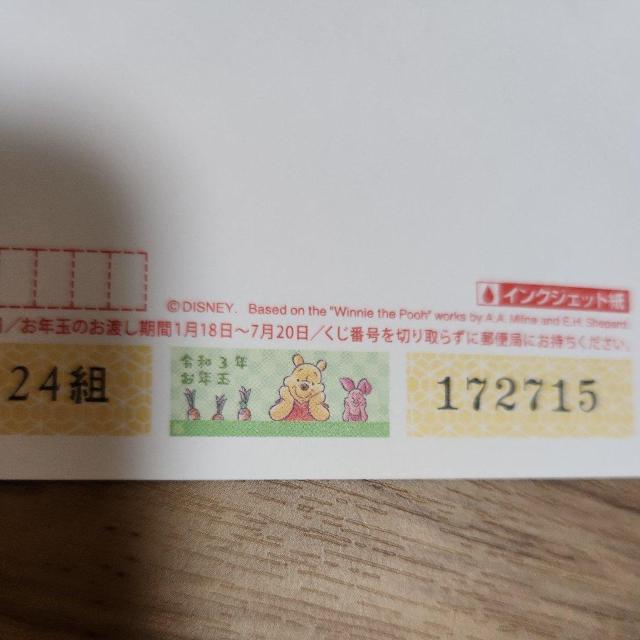 インクジェット紙
©DISNEY. Based on the "Winnie the Pooh" works by A.A. Milne and E.H. Shepard.
/お年玉のお渡し期間1月18日～7月20日/くじ番号を切り取らずに郵便局にお持ちください。
24組
令和3年
お年玉
172715